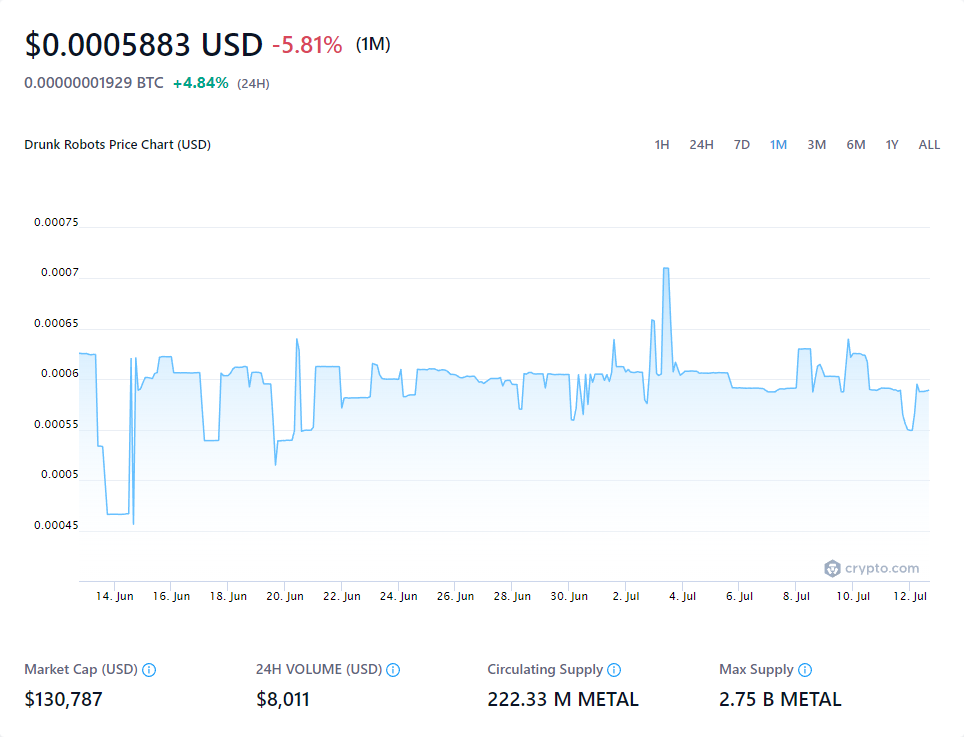 $0.0005883 USD -5.81% (1M)
0.00000001929 BTC +4.84% (24H)
Drunk Robots Price Chart (USD) 1H 24H 7D 1M 3M 6M 1Y ALL
0.00075
0.0007
0.00065
0.0006
0.00055
0.0005
0.00045
crypto.com
14. Jun 16. Jun 18. Jun 20. Jun 22. Jun 24. Jun 26. Jun 28. Jun 30. Jun 2. Jul 4. Jul 6. Jul 8. Jul 10. Jul 12. Jul
Market Cap (USD) 24H VOLUME (USD) Circulating Supply Max Supply
$130,787 $8,011 222.33 M METAL 2.75 B METAL